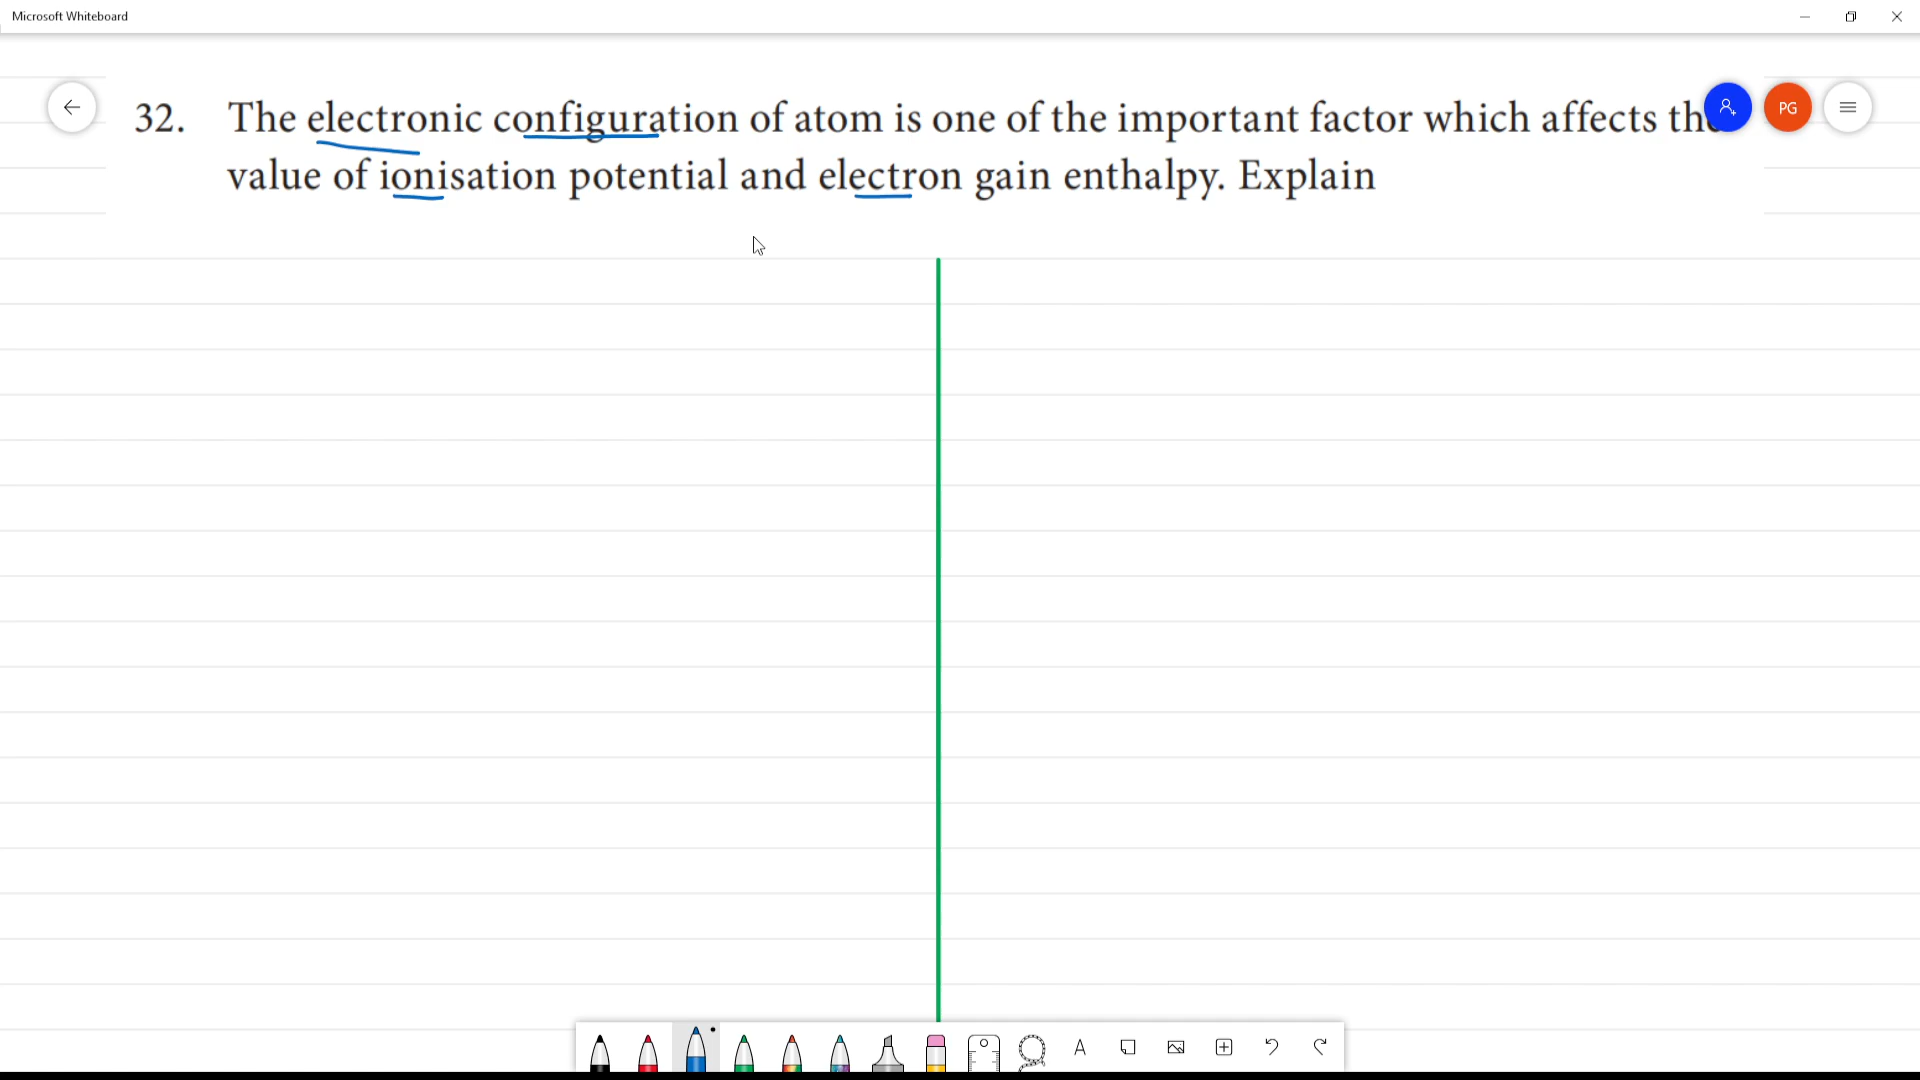 Microsoft Whiteboard
32. The electronic configuration of atom is one of the important factor which affects the
PG
value of ionisation potential and electron gain enthalpy. Explain
A